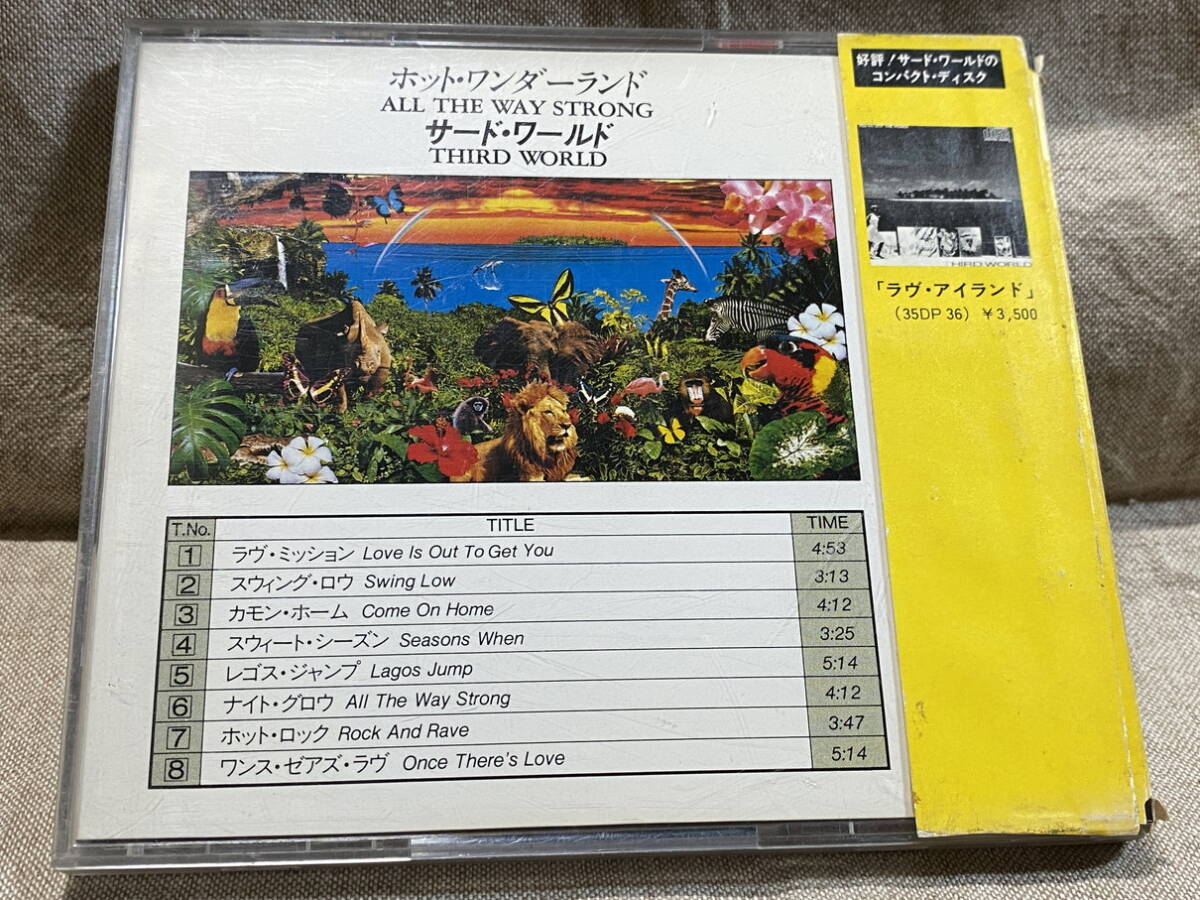 ホット・ワンダーランド
ALL THE WAY STRONG
サード・ワールド
THIRD WORLD
T.No. TITLE TIME
1 ラヴ・ミッション Love Is Out To Get You 4:53
2 スウィング・ロウ Swing Low 3:13
3 カモン・ホーム Come On Home 4:12
4 スウィート・シーズン Seasons When 3:25
5 レゴス・ジャンプ Lagos Jump 5:14
6 ナイト・グロウ All The Way Strong 4:12
7 ホット・ロック Rock And Rave 3:47
8 ワンス・ゼアズ・ラヴ Once There's Love 5:14
好評!サード・ワールドの
コンパクト・ディスク
THIRD WORLD
「ラヴ・アイランド」
(35DP 36) ¥3,500